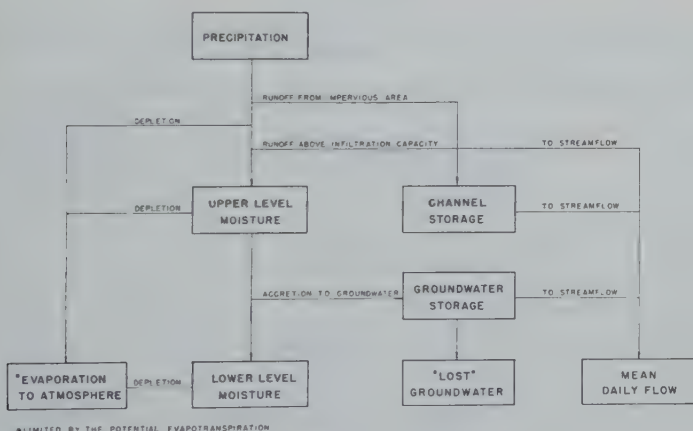 PRECIPITATION
RUNOFF FROM IMPERVIOUS AREA
DEPLETION
RUNOFF ABOVE INFILTRATION CAPACITY
TO STREAMFLOW
UPPER LEVEL
MOISTURE
DEPLETION
CHANNEL
STORAGE
TO STREAMFLOW
ACCRETION TO GROUNDWATER
GROUNDWATER
STORAGE
TO STREAMFLOW
*EVAPORATION
TO ATMOSPHERE
DEPLETION
LOWER LEVEL
MOISTURE
"LOST"
GROUNDWATER
MEAN
DAILY FLOW
*LIMITED BY THE POTENTIAL EVAPOTRANSPIRATION